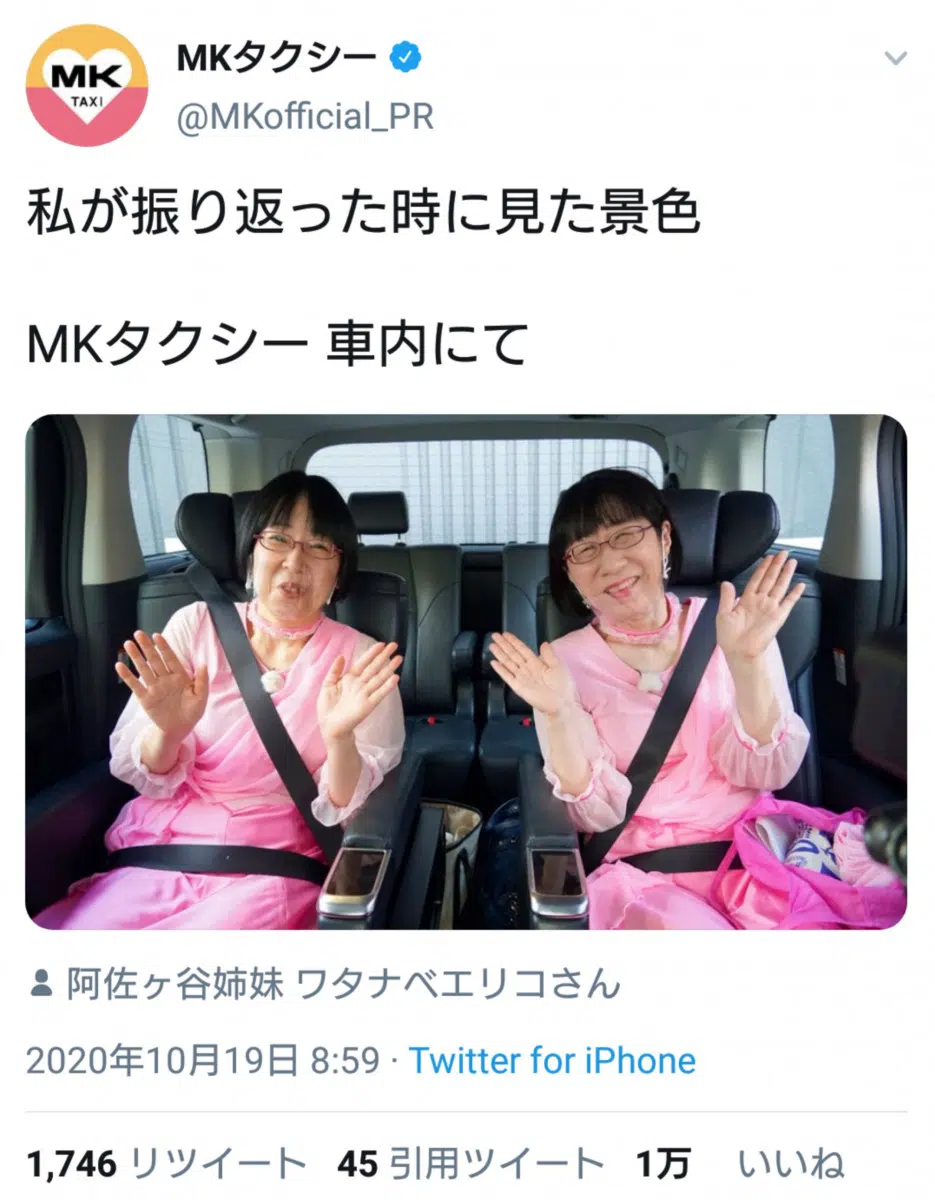 MK
TAXI
MKタクシー
@MKofficial_PR
私が振り返った時に見た景色
MKタクシー 車内にて
阿佐ヶ谷姉妹 ワタナベエリコさん
2020年10月19日 8:59 · Twitter for iPhone
1,746 リツイート 45 引用ツイート 1万 いいね